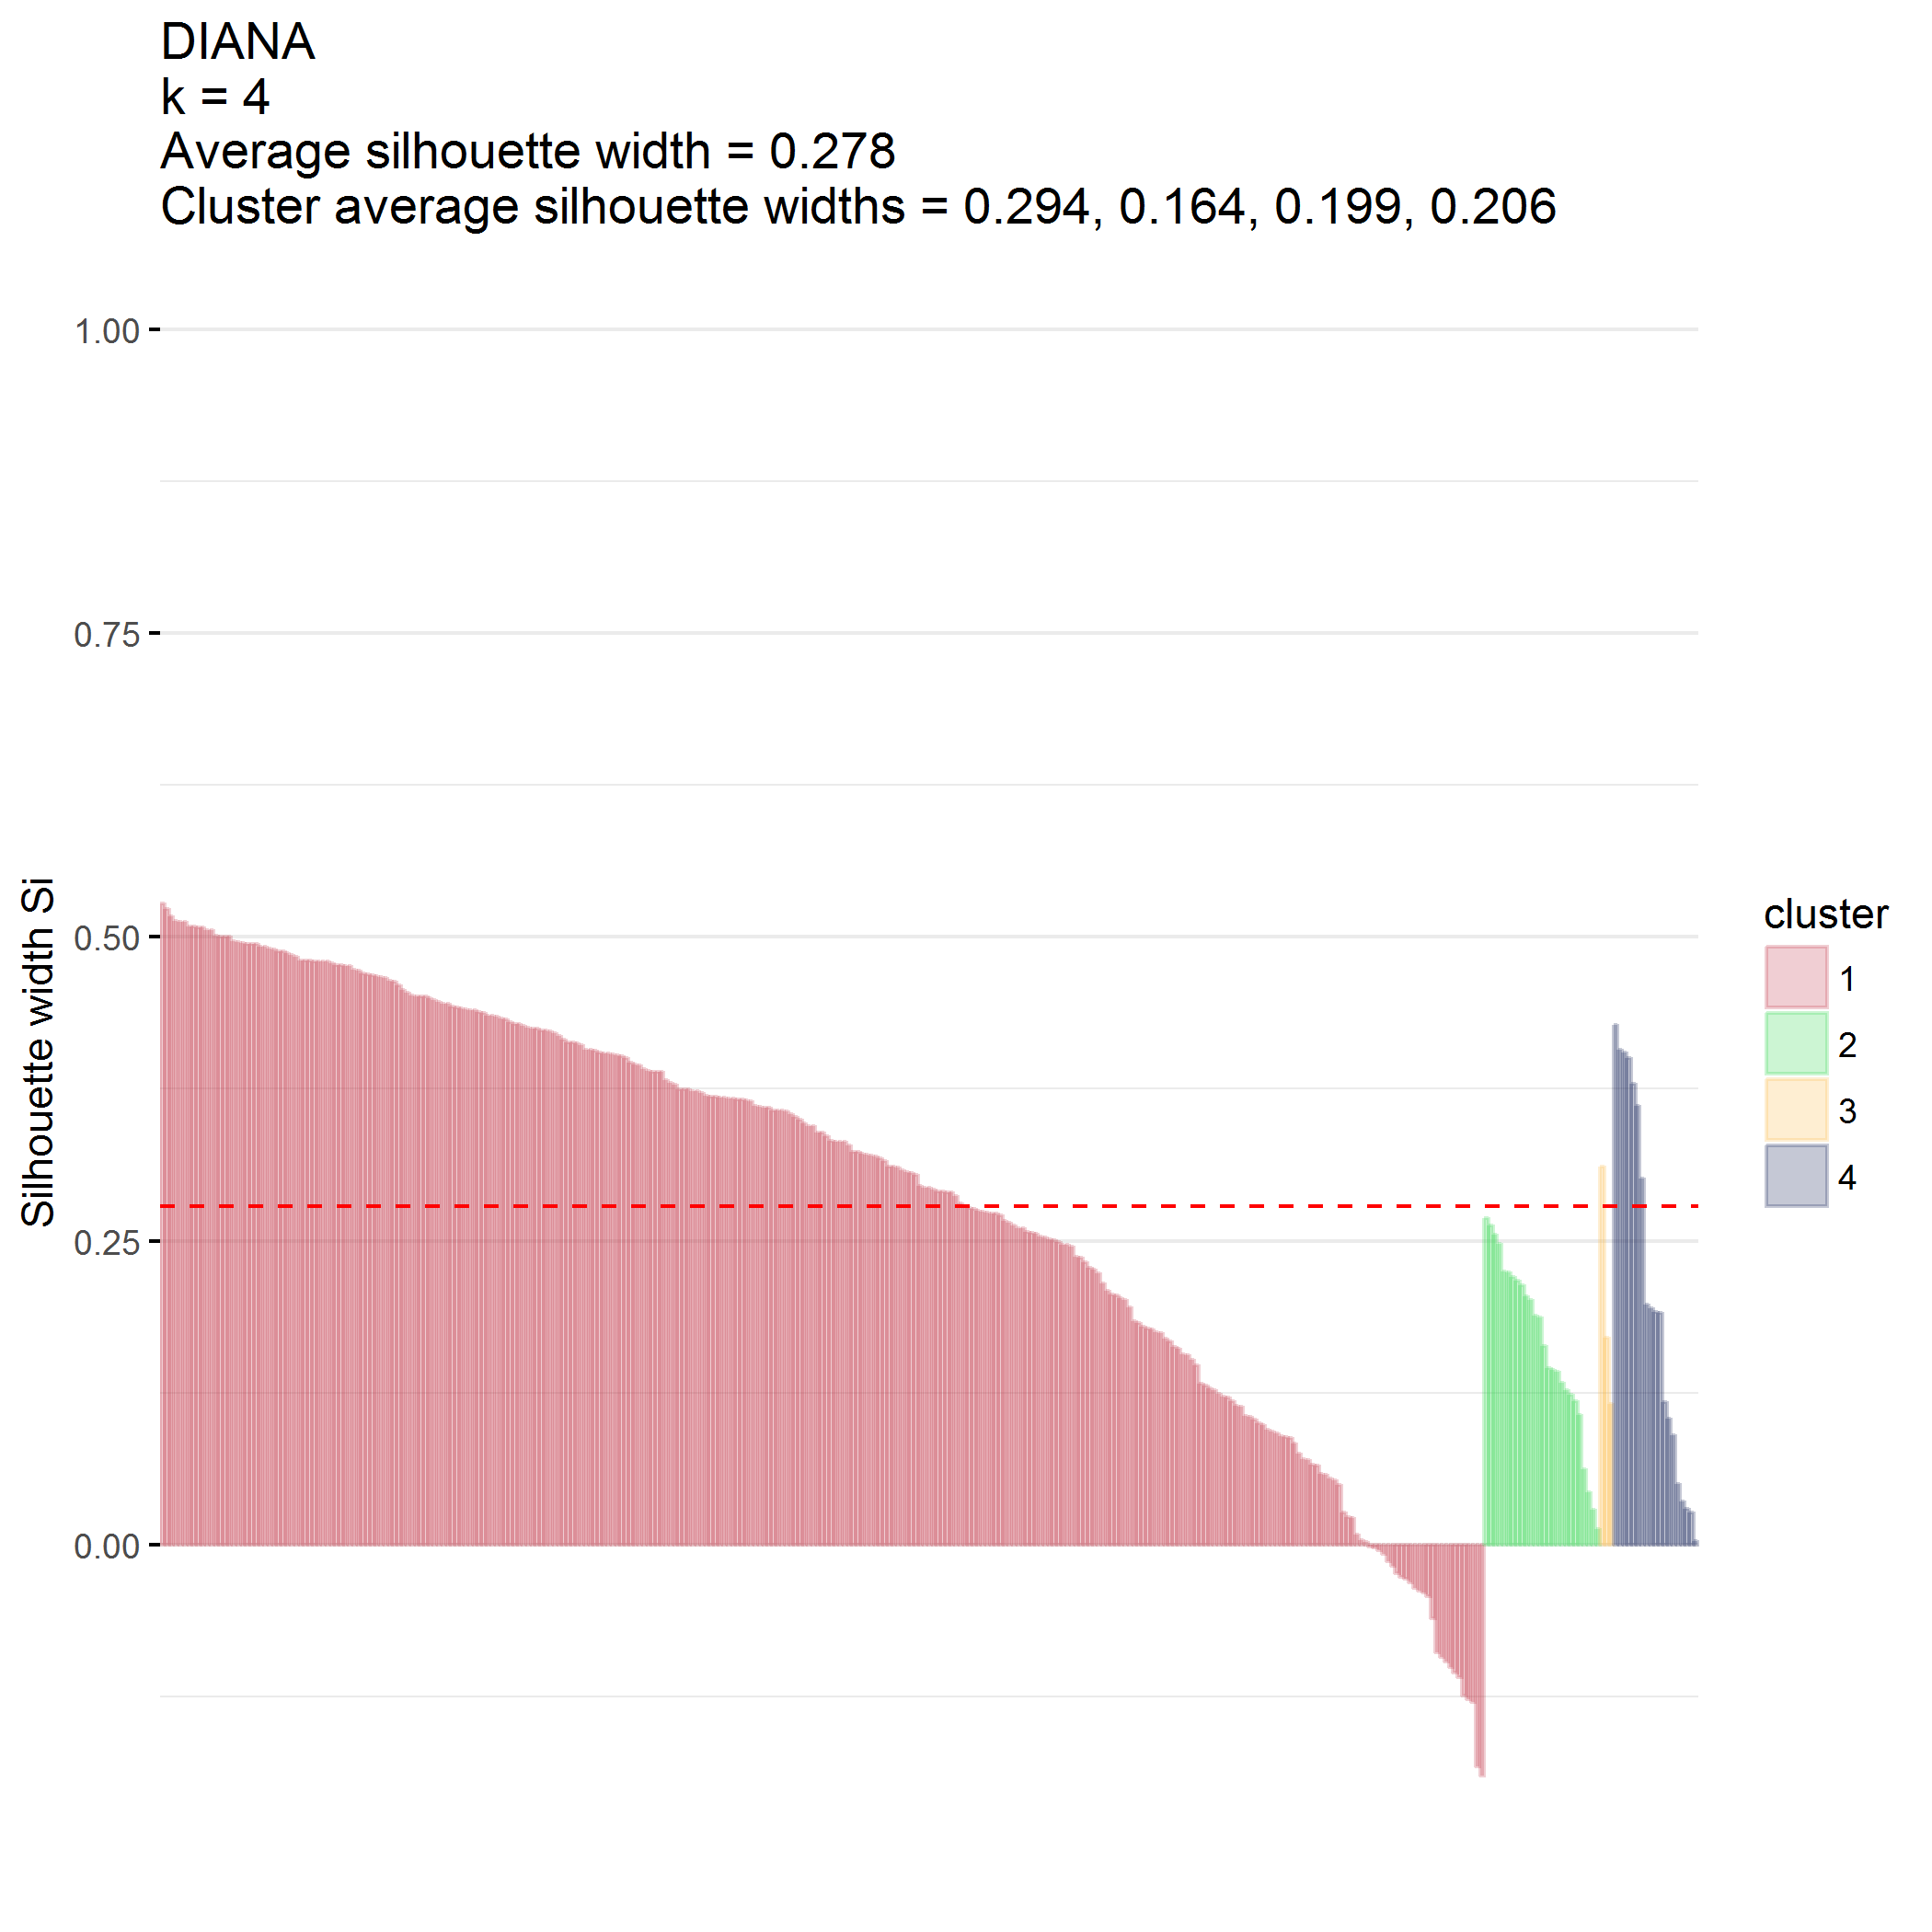 DIANA
k = 4
Average silhouette width = 0.278
Cluster average silhouette widths = 0.294, 0.164, 0.199, 0.206
1.00
0.75
0.50
0.25
0.00
Silhouette width Si
cluster
1
2
3
4